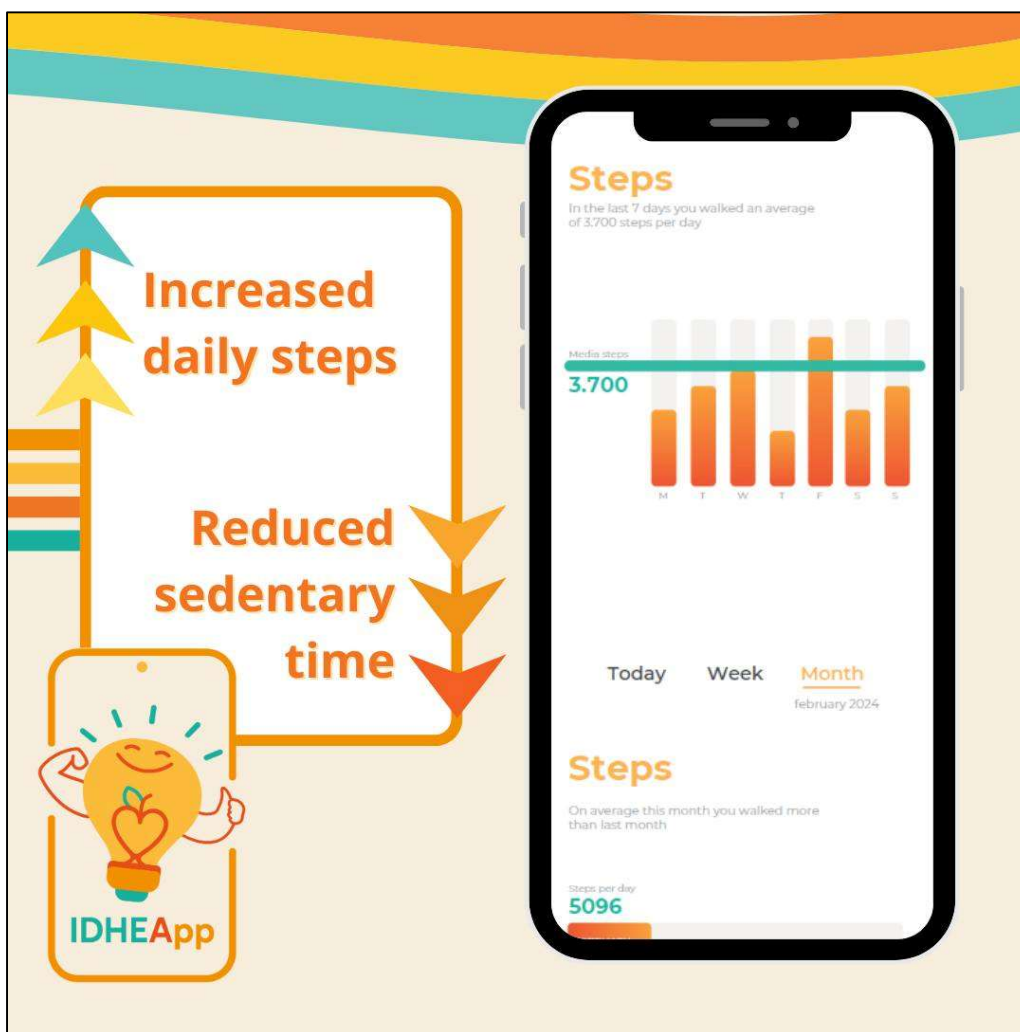 Increased
daily steps
Reduced
sedentary
time
IDHEApp
Steps
In the last 7 days you walked an average
of 3.700 steps per day
Media steps
3.700
M T W T F S S
Today Week Month
february 2024
Steps
On average this month you walked more
than last month
Steps per day
5096